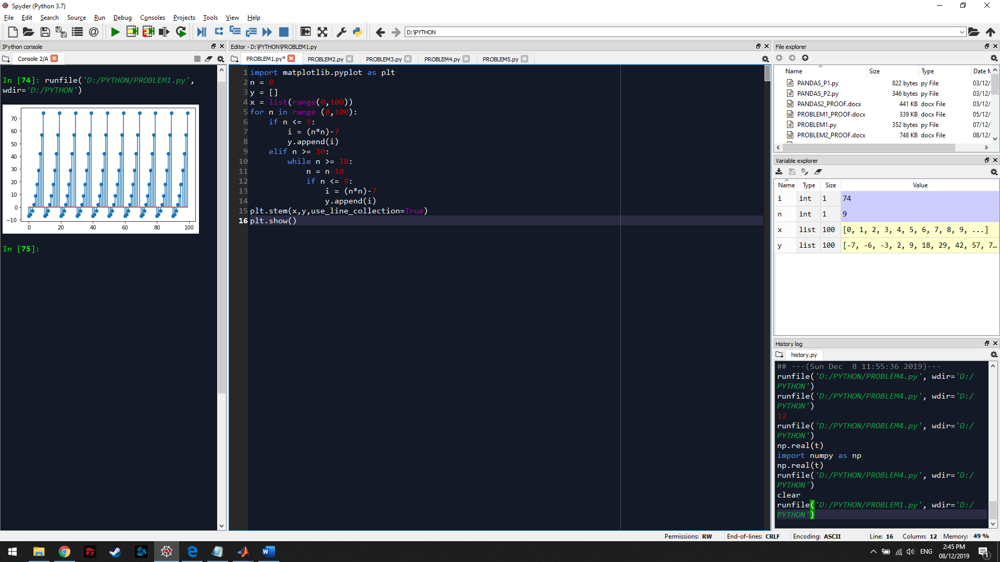 Spyder (Python 3.7)
File Edit Search Source Run Debug Consoles Projects Tools View Help
D:\PYTHON
IPython console
Console 2/A
In [74]: runfile('D:/PYTHON/PROBLEM1.py',
wdir='D:/PYTHON')
70
60
50
40
30
20
10
0
−10
0 20 40 60 80 100
In [75]:
Editor - D:\PYTHON\PROBLEM1.py
PROBLEM1.py* PROBLEM2.py PROBLEM3.py PROBLEM4.py PROBLEM5.py
1 import matplotlib.pyplot as plt
2 n = 0
3 y = []
4 x = list(range(0,100))
5 for n in range (0,100):
6     if n <= 9:
7         i = (n*n)-7
8         y.append(i)
9     elif n >= 10:
10         while n >= 10:
11             n = n-10
12             if n <= 9:
13                 i = (n*n)-7
14                 y.append(i)
15 plt.stem(x,y,use_line_collection=True)
16 plt.show()
File explorer
Name Size Type Date M
PANDAS_P1.py 822 bytes py File 03/12/
PANDAS_P2.py 346 bytes py File 03/12/
PANDAS2_PROOF.docx 441 KB docx File 03/12/
PROBLEM1_PROOF.docx 339 KB docx File 05/12/
PROBLEM1.py 352 bytes py File 07/12/
PROBLEM2_PROOF.docx 748 KB docx File 08/12/
Variable explorer
Name Type Size Value
i int 1 74
n int 1 9
x list 100 [0, 1, 2, 3, 4, 5, 6, 7, 8, 9, ...]
y list 100 [-7, -6, -3, 2, 9, 18, 29, 42, 57, 7...
History log
history.py
## ---(Sun Dec  8 11:55:36 2019)---
runfile('D:/PYTHON/PROBLEM4.py', wdir='D:/
PYTHON')
runfile('D:/PYTHON/PROBLEM4.py', wdir='D:/
PYTHON')
12
runfile('D:/PYTHON/PROBLEM4.py', wdir='D:/
PYTHON')
np.real(t)
import numpy as np
np.real(t)
runfile('D:/PYTHON/PROBLEM4.py', wdir='D:/
PYTHON')
clear
runfile('D:/PYTHON/PROBLEM1.py', wdir='D:/
PYTHON')
Permissions: RW End-of-lines: CRLF Encoding: ASCII Line: 16 Column: 12 Memory: 49 %
ENG
2:45 PM
08/12/2019
1